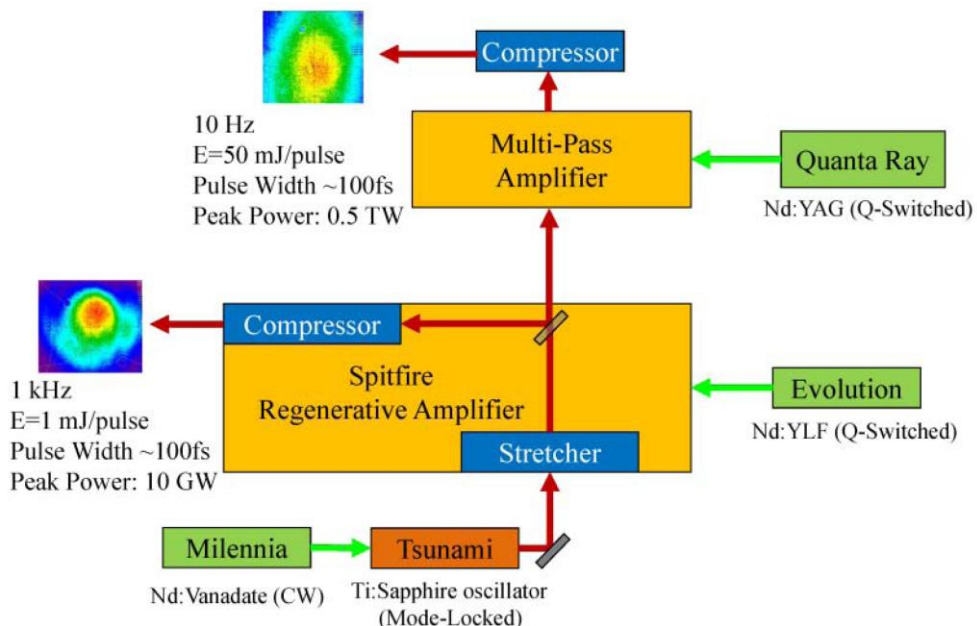 Compressor
10 Hz
E=50 mJ/pulse
Pulse Width ~100fs
Peak Power: 0.5 TW
Multi-Pass
Amplifier
Quanta Ray
Nd:YAG (Q-Switched)
Compressor
Spitfire
Regenerative Amplifier
Stretcher
Evolution
Nd:YLF (Q-Switched)
1 kHz
E=1 mJ/pulse
Pulse Width ~100fs
Peak Power: 10 GW
Milennia
Nd:Vanadate (CW)
Tsunami
Ti:Sapphire oscillator
(Mode-Locked)